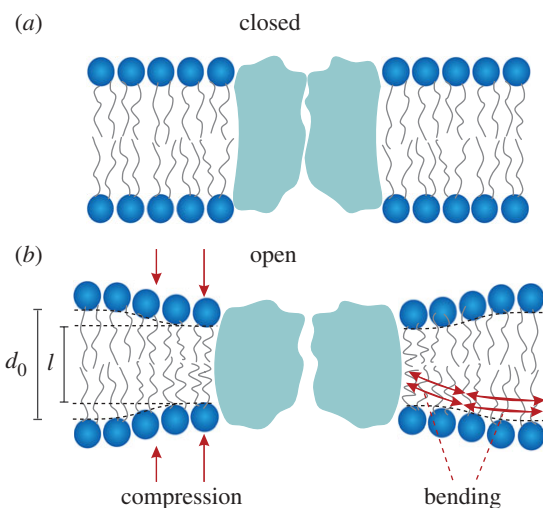 (a) closed
(b) open
d0 l
compression bending